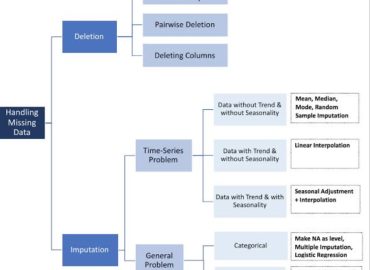 Pairwise Deletion
Deletion
Deleting Columns
Handling
Missing
Data
Data without Trend &
without Seasonality
Mean, Median,
Mode, Random
Sample Imputation
Time-Series
Problem
Data with Trend &
without Seasonality
Linear Interpolation
Data with Trend & with
Seasonality
Seasonal Adjustment
+ Interpolation
Imputation
General
Problem
Categorical
Make NA as level,
Multiple Imputation,
Logistic Regression